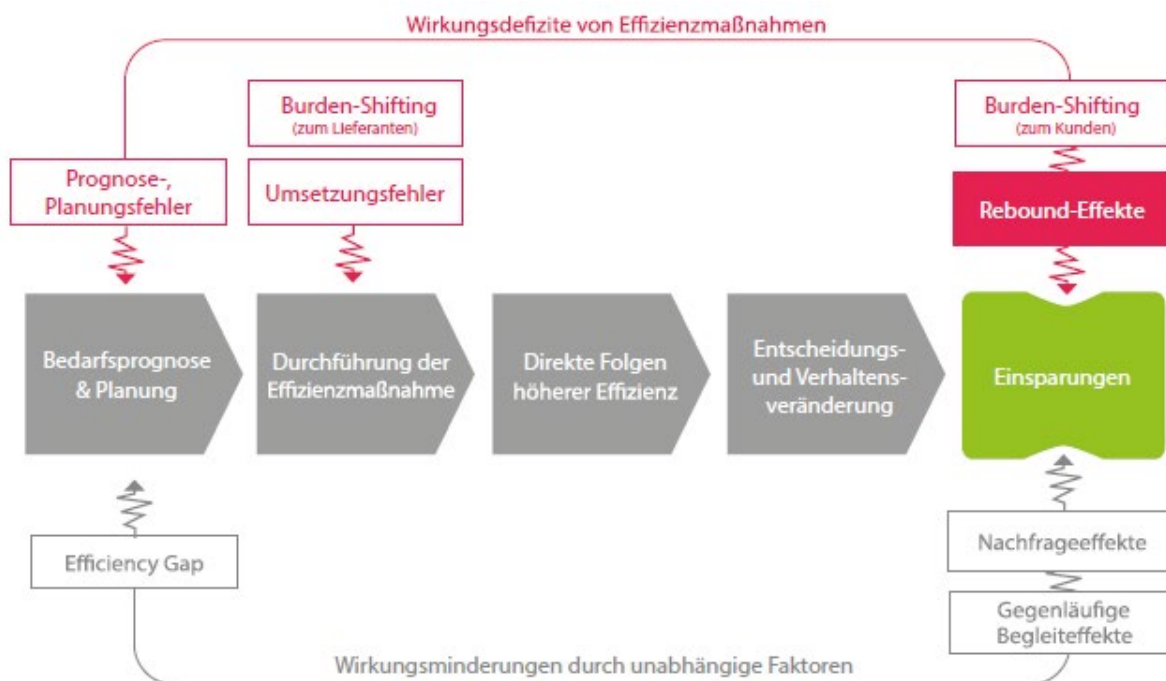 Wirkungsdefizite von Effizienzmaßnahmen
Burden-Shifting
(zum Lieferanten)
Burden-Shifting
(zum Kunden)
Prognose-,
Planungsfehler
Umsetzungsfehler
Rebound-Effekte
Bedarfsprognose
& Planung
Durchführung der
Effizienzmaßnahme
Direkte Folgen
höherer Effizienz
Entscheidungs-
und Verhaltens-
veränderung
Einsparungen
Efficiency Gap
Nachfrageeffekte
Gegenläufige
Begleiteffekte
Wirkungsminderungen durch unabhängige Faktoren